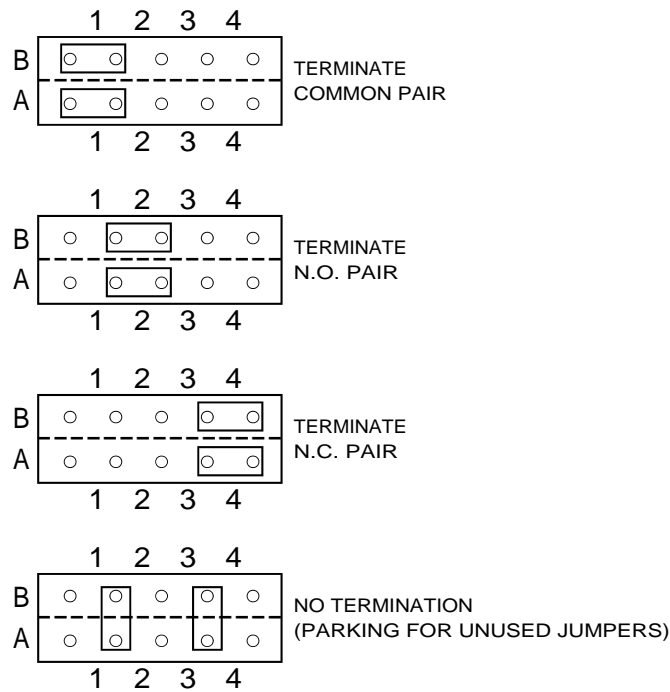 1 2 3 4
B
TERMINATE
COMMON PAIR
A
1 2 3 4
1 2 3 4
B
TERMINATE
N.O. PAIR
A
1 2 3 4
1 2 3 4
B
TERMINATE
N.C. PAIR
A
1 2 3 4
1 2 3 4
B
NO TERMINATION
(PARKING FOR UNUSED JUMPERS)
A
1 2 3 4